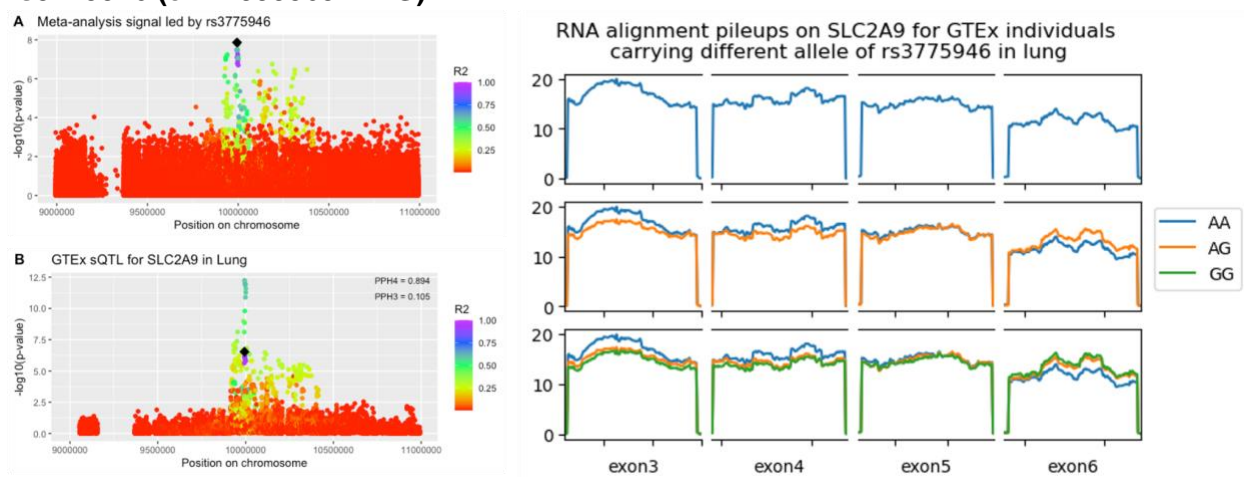 A Meta-analysis signal led by rs3775946
8
6
4
2
0
-log10(p-value)
9000000 9500000 10000000 10500000 11000000
Position on chromosome
R2
1.00
0.75
0.50
0.25
B GTEx sQTL for SLC2A9 in Lung
PPH4 = 0.894
PPH3 = 0.105
12.5
10.0
7.5
5.0
2.5
0.0
-log10(p-value)
9000000 9500000 10000000 10500000 11000000
Position on chromosome
R2
1.00
0.75
0.50
0.25
RNA alignment pileups on SLC2A9 for GTEx individuals
carrying different allele of rs3775946 in lung
20
10
0
20
10
0
20
10
0
exon3 exon4 exon5 exon6
AA
AG
GG